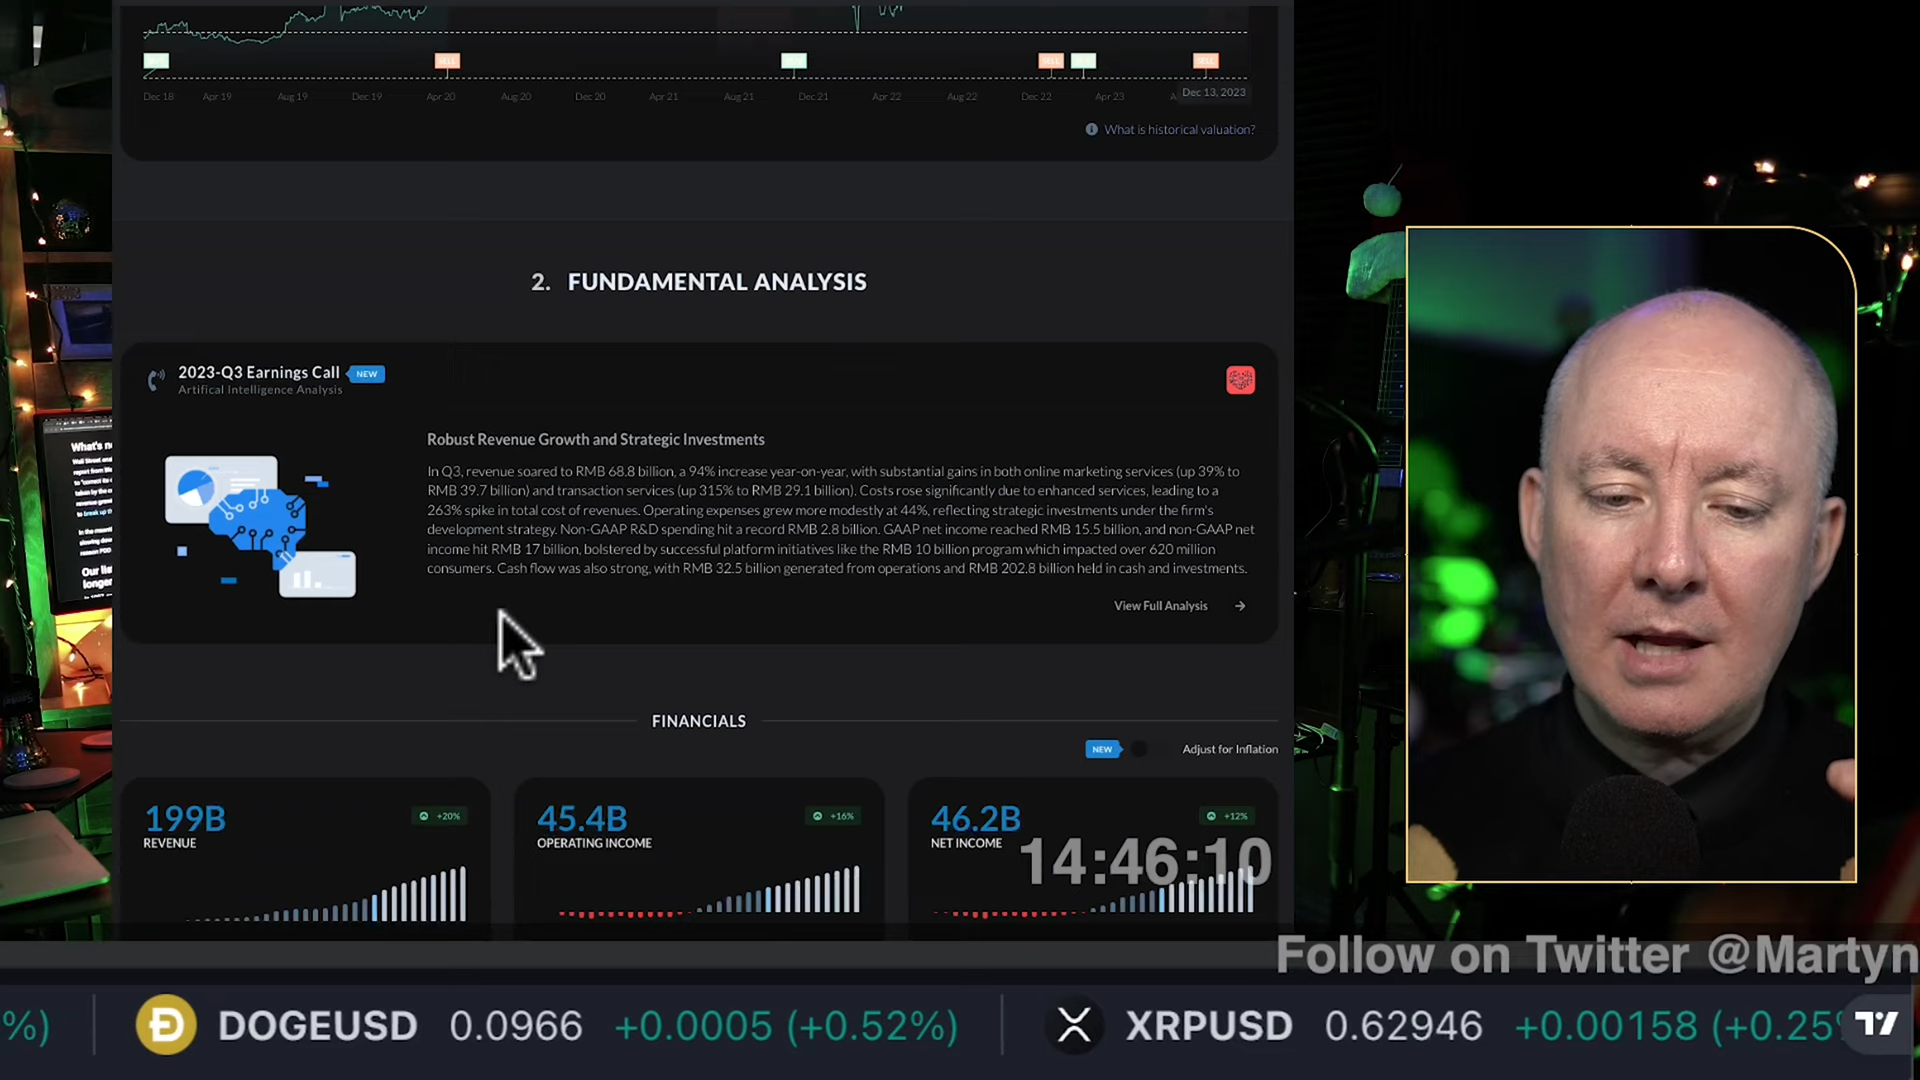 SELL
SELL
SELL
Dec 18 Apr 19 Aug 19 Dec 19 Apr 20 Aug 20 Dec 20 Apr 21 Aug 21 Dec 21 Apr 22 Aug 22 Dec 22 Apr 23 A
Dec 13, 2023
What is historical valuation?
2. FUNDAMENTAL ANALYSIS
2023-Q3 Earnings Call NEW
Artifical Intelligence Analysis
Robust Revenue Growth and Strategic Investments
In Q3, revenue soared to RMB 68.8 billion, a 94% increase year-on-year, with substantial gains in both online marketing services (up 39% to
RMB 39.7 billion) and transaction services (up 315% to RMB 29.1 billion). Costs rose significantly due to enhanced services, leading to a
263% spike in total cost of revenues. Operating expenses grew more modestly at 44%, reflecting strategic investments under the firm's
development strategy. Non-GAAP R&D spending hit a record RMB 2.8 billion. GAAP net income reached RMB 15.5 billion, and non-GAAP net
income hit RMB 17 billion, bolstered by successful platform initiatives like the RMB 10 billion program which impacted over 620 million
consumers. Cash flow was also strong, with RMB 32.5 billion generated from operations and RMB 202.8 billion held in cash and investments.
View Full Analysis
What's n
Our li
longer
FINANCIALS
NEW Adjust for Inflation
199B +20%
REVENUE
45.4B +16%
OPERATING INCOME
46.2B +12%
NET INCOME
14:46:10
Follow on Twitter @Martyn
%) DOGEUSD 0.0966 +0.0005 (+0.52%) XRPUSD 0.62946 +0.00158 (+0.25%